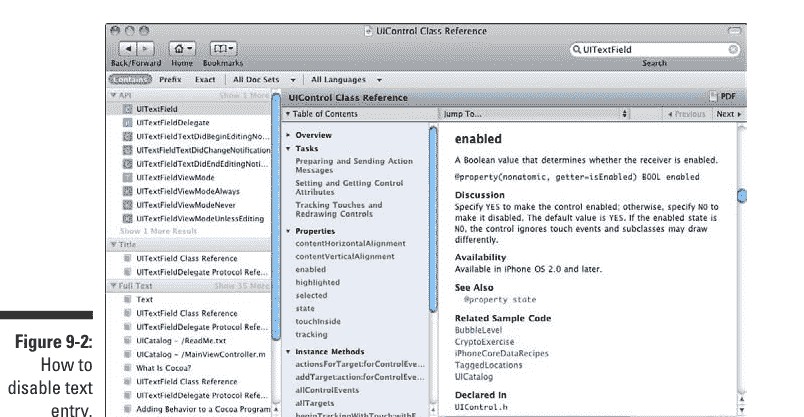 UIControl Class Reference
UITextField
Back/Forward Home Bookmarks
Search
Contains Prefix Exact All Doc Sets All Languages
API
Show 1 More
UITextField
UITextFieldDelegate
UITextFieldTextDidBeginEditingNo...
UITextFieldTextDidChangeNotification
UITextFieldTextDidEndEditingNoti...
UITextFieldViewMode
UITextFieldViewModeAlways
UITextFieldViewModeNever
UITextFieldViewModeUnlessEditing
Show 1 More Result
Title
UITextField Class Reference
UITextFieldDelegate Protocol Refe...
Full Text
Show 35 More
Text
UITextField Class Reference
UITextFieldDelegate Protocol Refe...
UICatalog – /ReadMe.txt
UICatalog – /MainViewController.m
What Is Cocoa?
UITextField Class Reference
UITextFieldDelegate Protocol Refe...
Adding Behavior to a Cocoa Program
UIControl Class Reference
PDF
Table of Contents
Jump To...
Previous
Next
Overview
Tasks
Preparing and Sending Action
Messages
Setting and Getting Control
Attributes
Tracking Touches and
Redrawing Controls
Properties
contentHorizontalAlignment
contentVerticalAlignment
enabled
highlighted
selected
state
touchInside
tracking
Instance Methods
actionsForTarget:forControlEve...
addTarget:action:forControlEve...
allControlEvents
allTargets
beginTrackingWithTouch:withE...
enabled
A Boolean value that determines whether the receiver is enabled.
@property(nonatomic, getter=isEnabled) BOOL enabled
Discussion
Specify YES to make the control enabled; otherwise, specify NO to
make it disabled. The default value is YES. If the enabled state is
NO, the control ignores touch events and subclasses may draw
differently.
Availability
Available in iPhone OS 2.0 and later.
See Also
@property state
Related Sample Code
BubbleLevel
CryptoExercise
iPhoneCoreDataRecipes
TaggedLocations
UICatalog
Declared In
UIControl.h
Figure 9-2:
How to
disable text
entry.